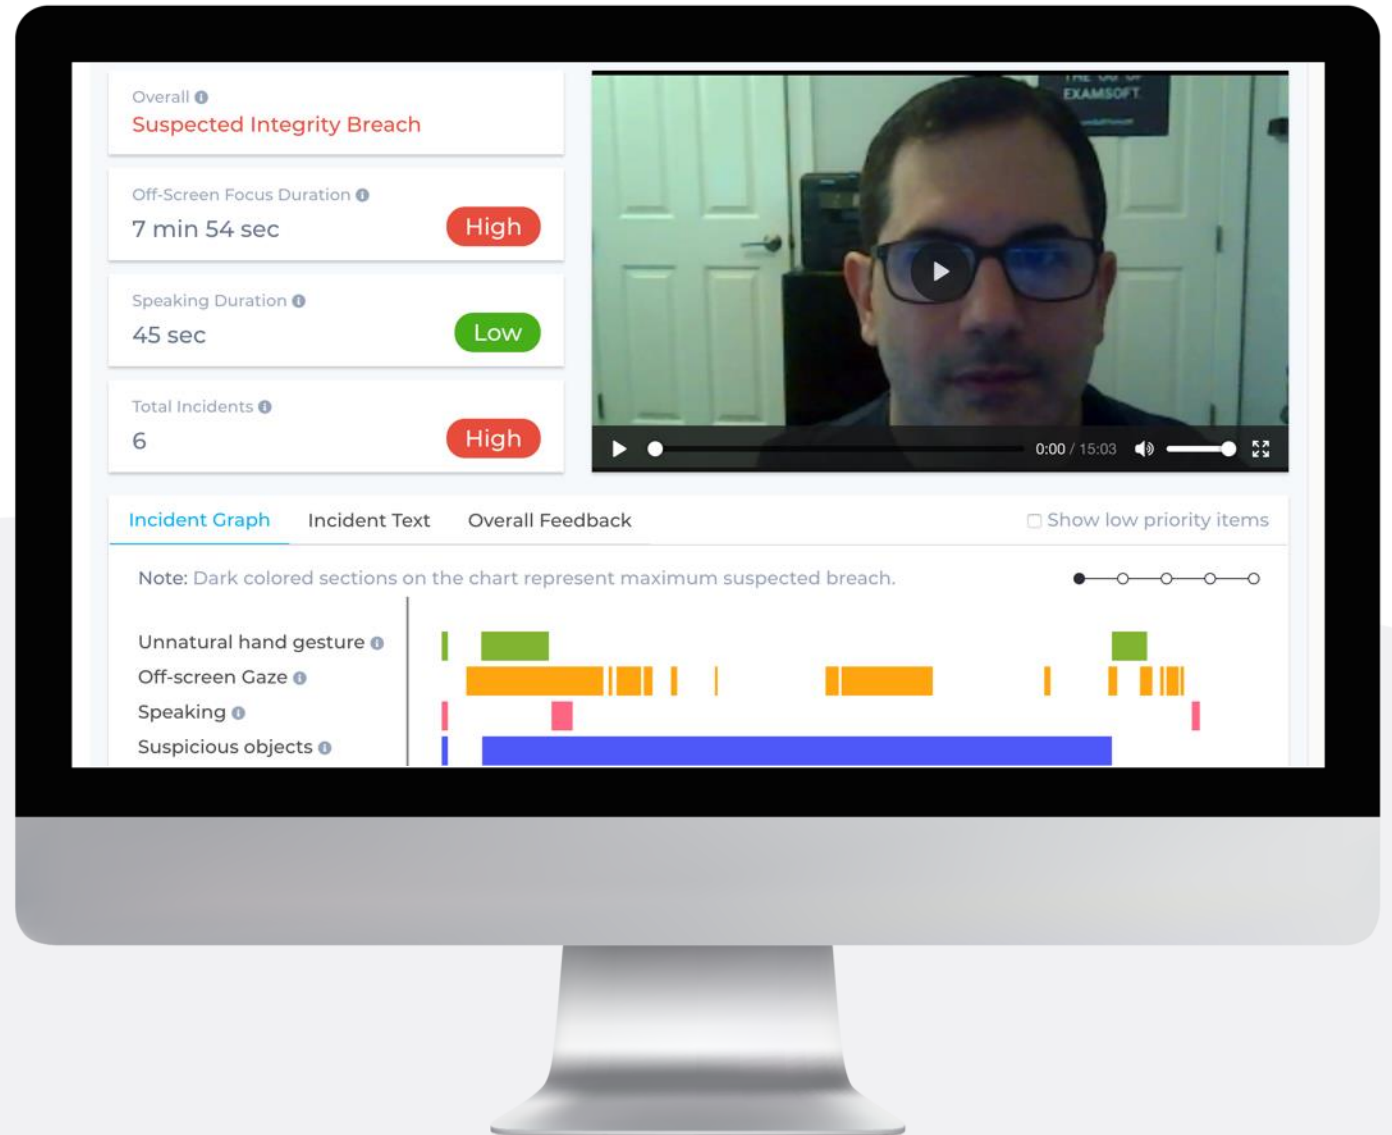 Overall
Suspected Integrity Breach
Off-Screen Focus Duration
7 min 54 sec
High
Speaking Duration
45 sec
Low
Total Incidents
6
High
EXAMSOFT
0:00 / 15:03
Incident Graph
Incident Text
Overall Feedback
Show low priority items
Note: Dark colored sections on the chart represent maximum suspected breach.
Unnatural hand gesture
Off-screen Gaze
Speaking
Suspicious objects